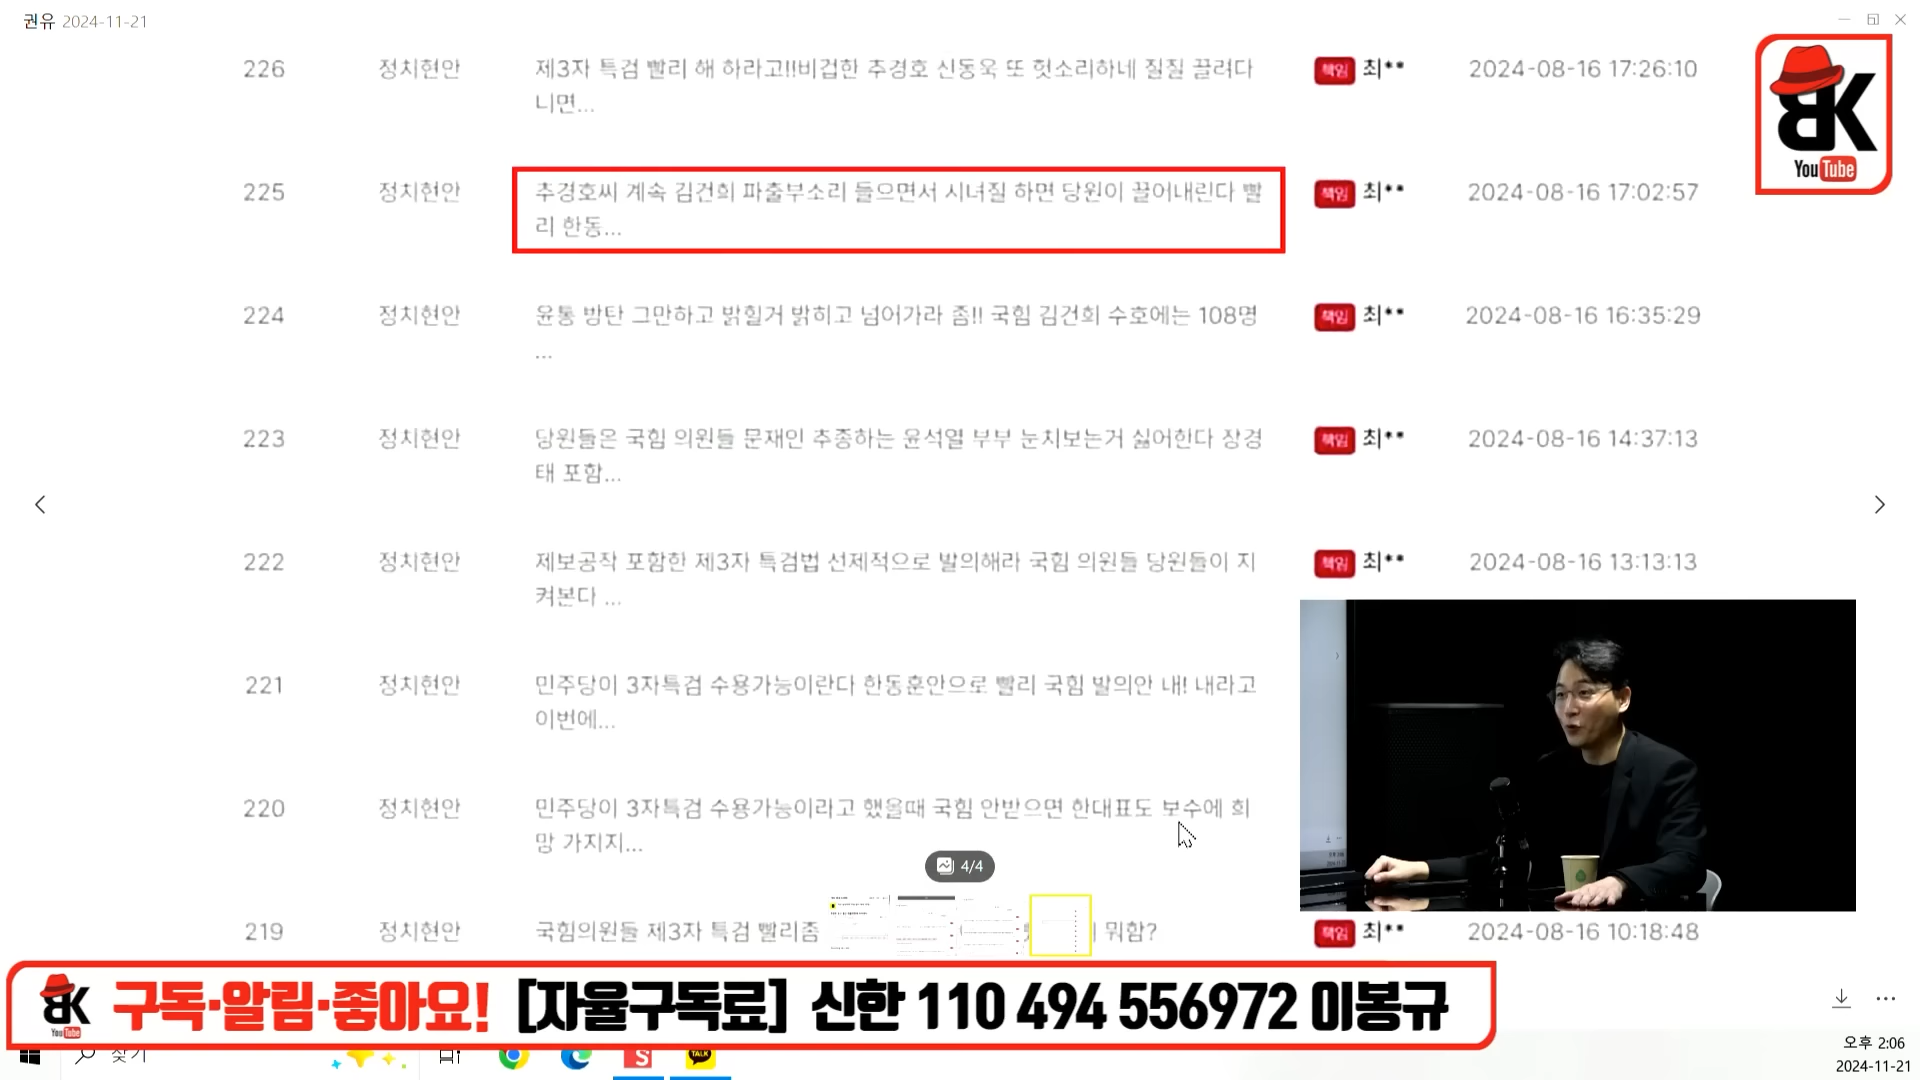 권유 2024-11-21
226 정치현안 제3자 특검 빨리 해 하라고!!비겁한 추경호 신동욱 또 헛소리하네 질질 끌려다 책임 최** 2024-08-16 17:26:10
니면...
BK
YouTube
225 정치현안 추경호씨 계속 김건희 파출부소리 들으면서 시녀질 하면 당원이 끌어내린다 빨 책임 최** 2024-08-16 17:02:57
리 한동...
224 정치현안 윤통 방탄 그만하고 밝힐거 밝히고 넘어가라 좀!! 국힘 김건희 수호에는 108명 책임 최** 2024-08-16 16:35:29
...
223 정치현안 당원들은 국힘 의원들 문재인 추종하는 윤석열 부부 눈치보는거 싫어한다 장경 책임 최** 2024-08-16 14:37:13
태 포함...
222 정치현안 제보공작 포함한 제3자 특검법 선제적으로 발의해라 국힘 의원들 당원들이 지 책임 최** 2024-08-16 13:13:13
켜본다 ...
221 정치현안 민주당이 3자특검 수용가능이란다 한동훈안으로 빨리 국힘 발의안 내! 내라고
이번에...
220 정치현안 민주당이 3자특검 수용가능이라고 했을때 국힘 안받으면 한대표도 보수에 희
망 가지지...
4/4
219 정치현안 국힘의원들 제3자 특검 빨리좀 뭐함? 책임 최** 2024-08-16 10:18:48
BK YouTube 구독·알림·좋아요! [자율구독료] 신한 110 494 556972 이봉규
찾기 S TALK
오후 2:06
2024-11-21